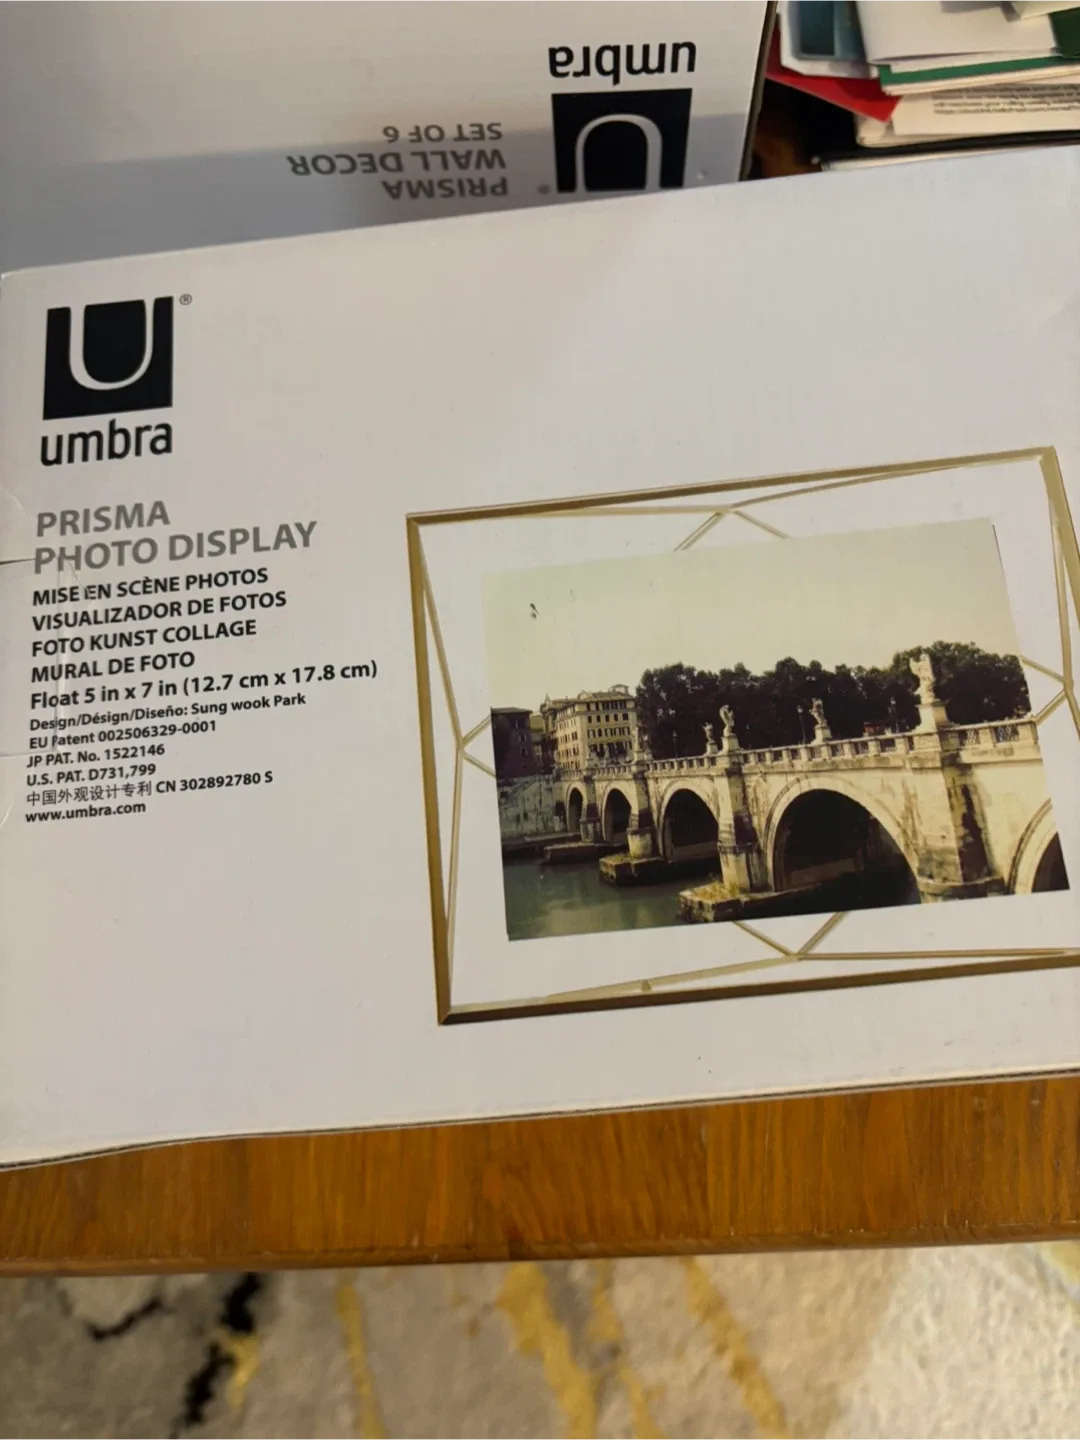 umbra
PRISMA
WALL DECOR
SET OF 6
U®
umbra
PRISMA
PHOTO DISPLAY
MISE EN SCÈNE PHOTOS
VISUALIZADOR DE FOTOS
FOTO KUNST COLLAGE
MURAL DE FOTO
Float 5 in x 7 in (12.7 cm x 17.8 cm)
Design/Désign/Diseño: Sung wook Park
EU Patent 002506329-0001
JP PAT. No. 1522146
U.S. PAT. D731,799
中国外观设计专利 CN 302892780 S
www.umbra.com